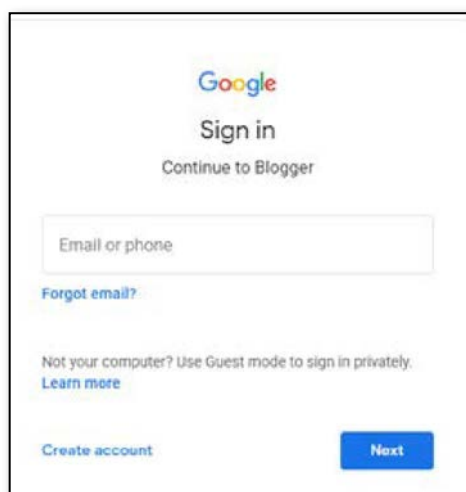 Google
Sign in
Continue to Blogger
Email or phone
Forgot email?
Not your computer? Use Guest mode to sign in privately.
Learn more
Create account
Next